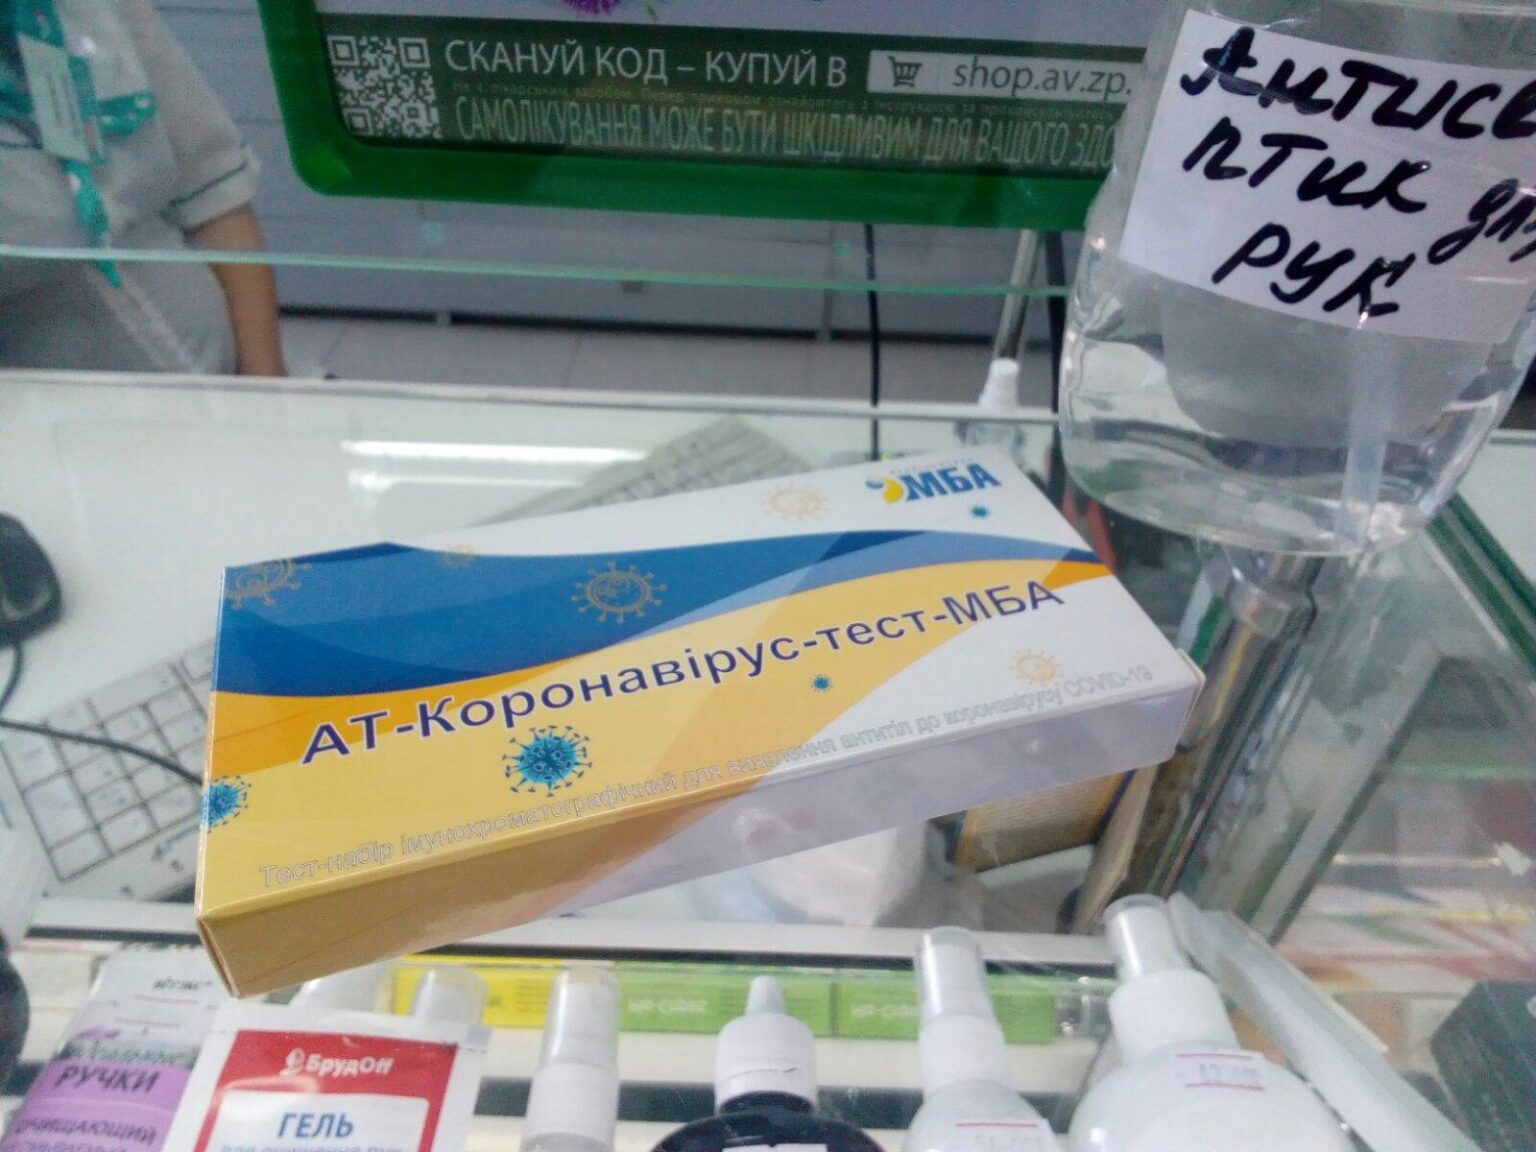 СКАНУЙ КОД – КУПУЙ В shop.av.zp.
САМОЛІКУВАННЯ МОЖЕ БУТИ ШКІДЛИВИМ ДЛЯ ВАШОГО ЗДО
Антисе
птик для
рук
МБА
АТ-Коронавірус-тест-МБА
Тест-набір імунохроматографічний для виявлення антитіл до коронавірусу COVID-19
РУЧКИ
БрудOff
ГЕЛЬ